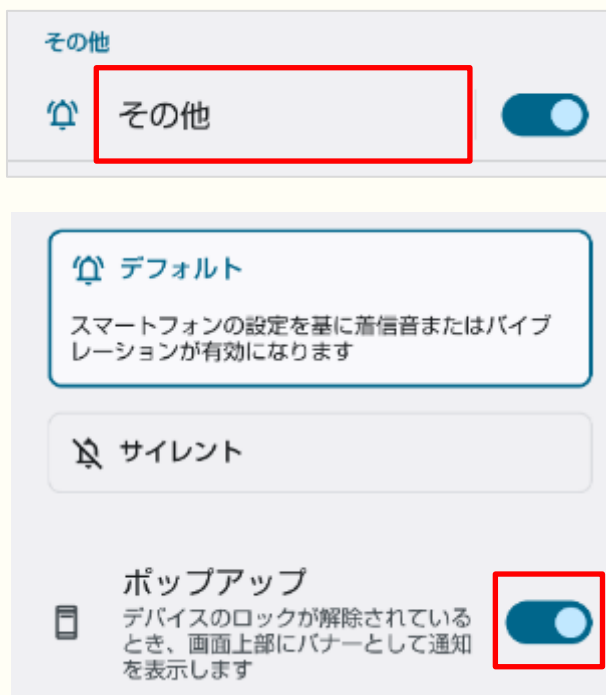 その他
その他
デフォルト
スマートフォンの設定を基に着信音またはバイブ
レーションが有効になります
サイレント
ポップアップ
デバイスのロックが解除されている
とき、画面上部にバナーとして通知
を表示します